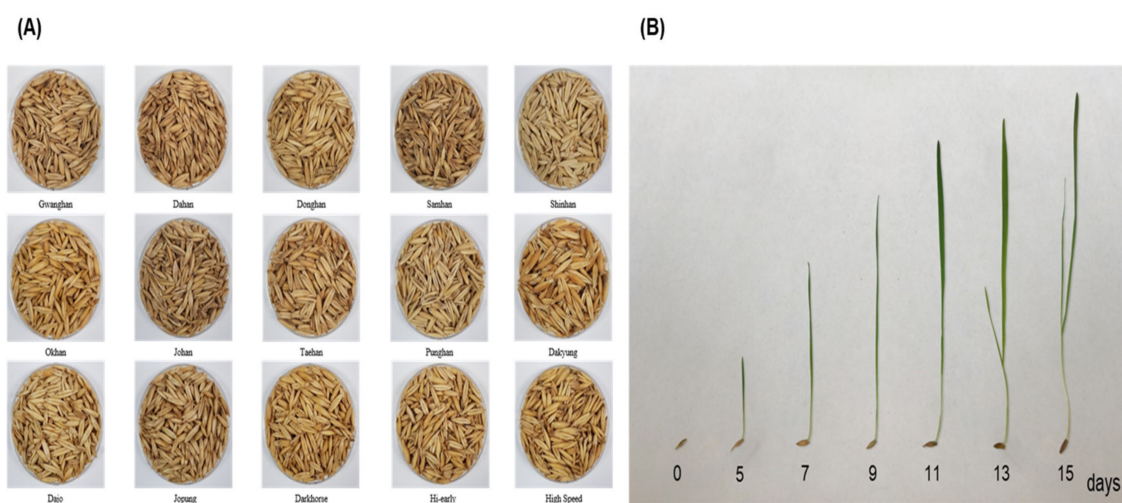 (A) (B)
Gwanghan Dahan Donghan Samhan Shinhan
Okhan Johan Taehan Punghan Dakyung
Dajo Jopung Darkhorse Hi-early High Speed
0 5 7 9 11 13 15 days